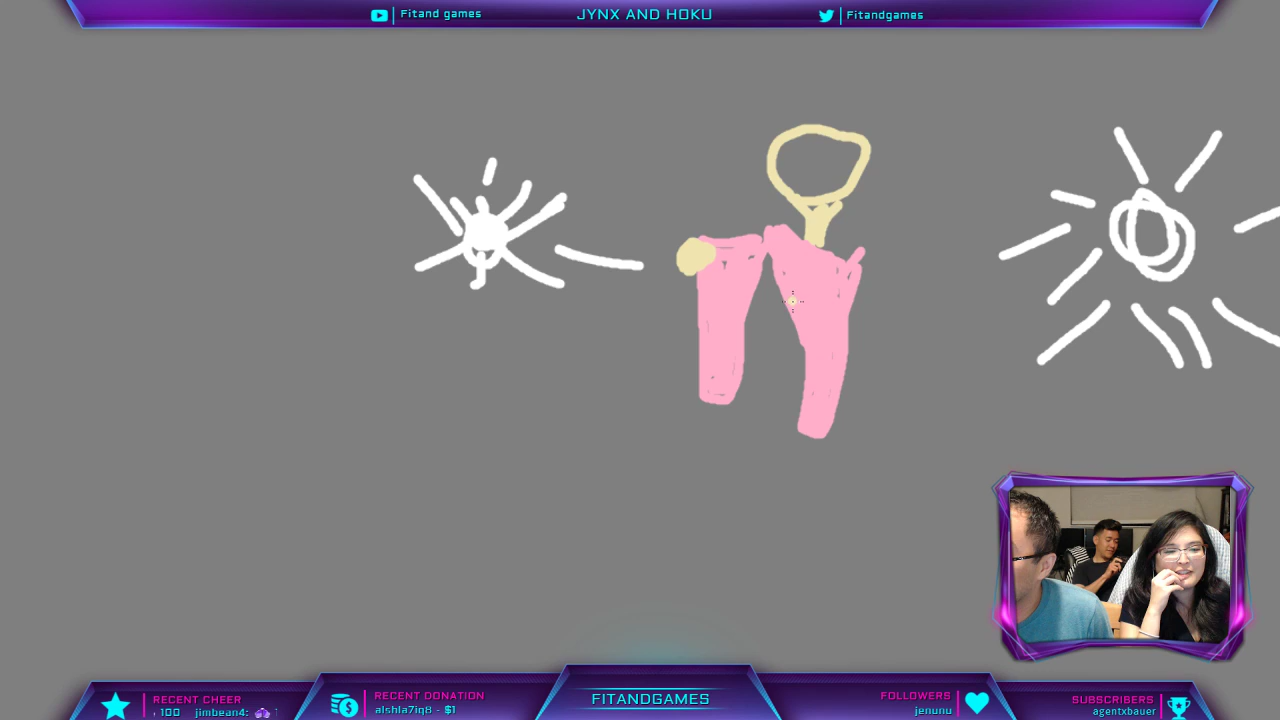 Fitand games
JYNX AND HOKU
Fitandgames
RECENT CHEER
100 jimbean4:
RECENT DONATION
alshla7iq8 - $1
FITANDGAMES
FOLLOWERS
jenunu
SUBSCRIBERS
agentxbauer